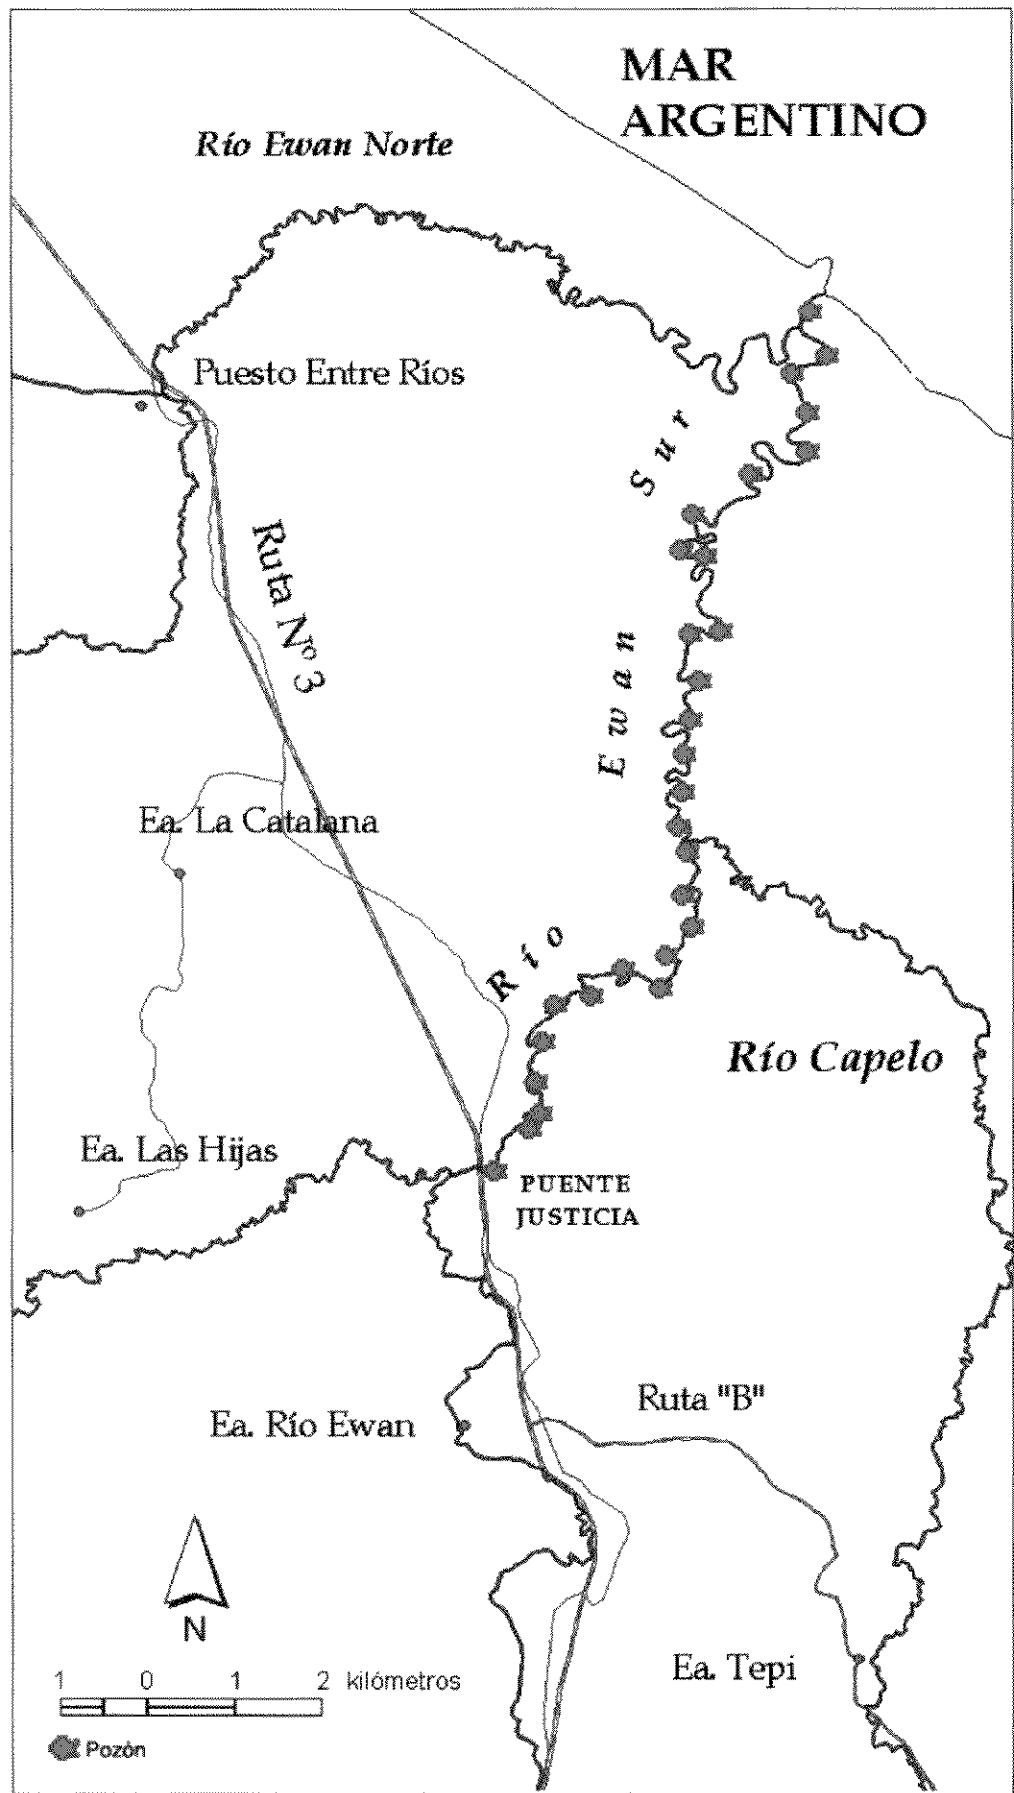 MAR
ARGENTINO
Río Ewan Norte
Puesto Entre Ríos
Ruta Nº 3
Río Ewan Sur
Ea. La Catalana
Río Capelo
Ea. Las Hijas
PUENTE
JUSTICIA
Ruta "B"
Ea. Río Ewan
N
Ea. Tepi
1 0 1 2 kilómetros
Pozón